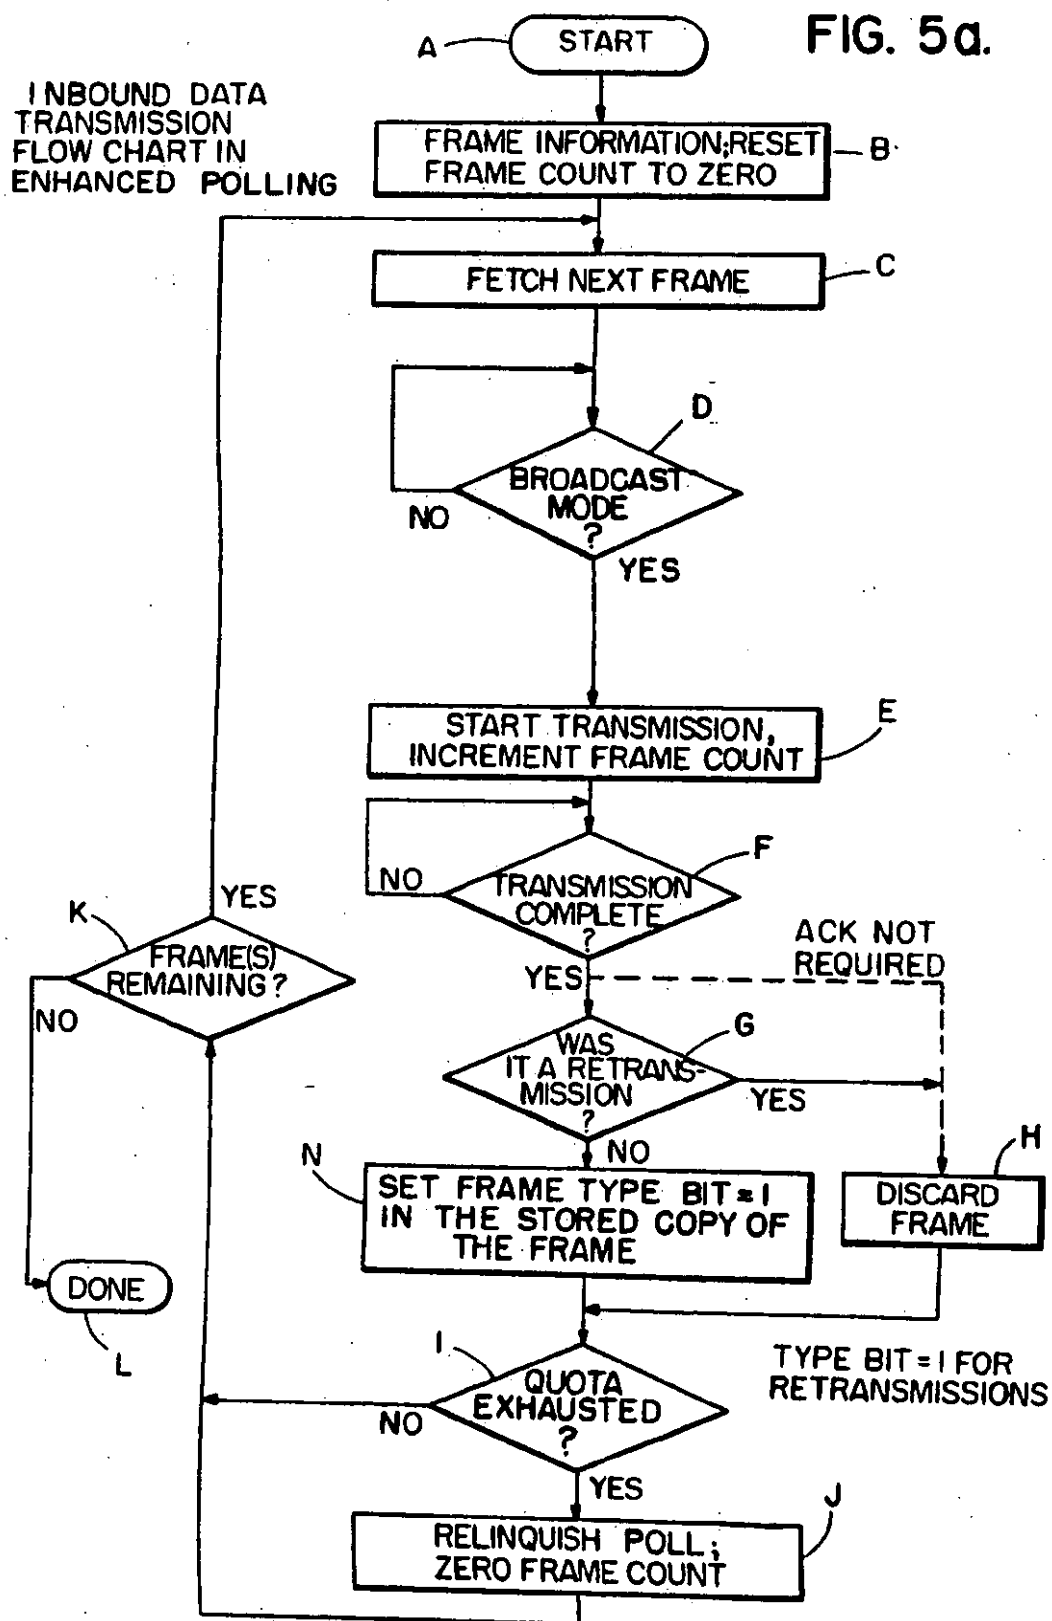 FIG. 5a.
A
START
INBOUND DATA
TRANSMISSION
FLOW CHART IN
ENHANCED POLLING
FRAME INFORMATION;RESET
FRAME COUNT TO ZERO
B
FETCH NEXT FRAME
C
D
BROADCAST
MODE
?
NO
YES
START TRANSMISSION,
INCREMENT FRAME COUNT
E
F
NO
TRANSMISSION
COMPLETE
?
YES
ACK NOT
REQUIRED
K
YES
FRAME(S)
REMAINING?
NO
G
WAS
IT A RETRANS-
MISSION
?
YES
NO
N
SET FRAME TYPE BIT=1
IN THE STORED COPY OF
THE FRAME
H
DISCARD
FRAME
DONE
L
I
QUOTA
EXHAUSTED
?
NO
YES
TYPE BIT=1 FOR
RETRANSMISSIONS
J
RELINQUISH POLL;
ZERO FRAME COUNT